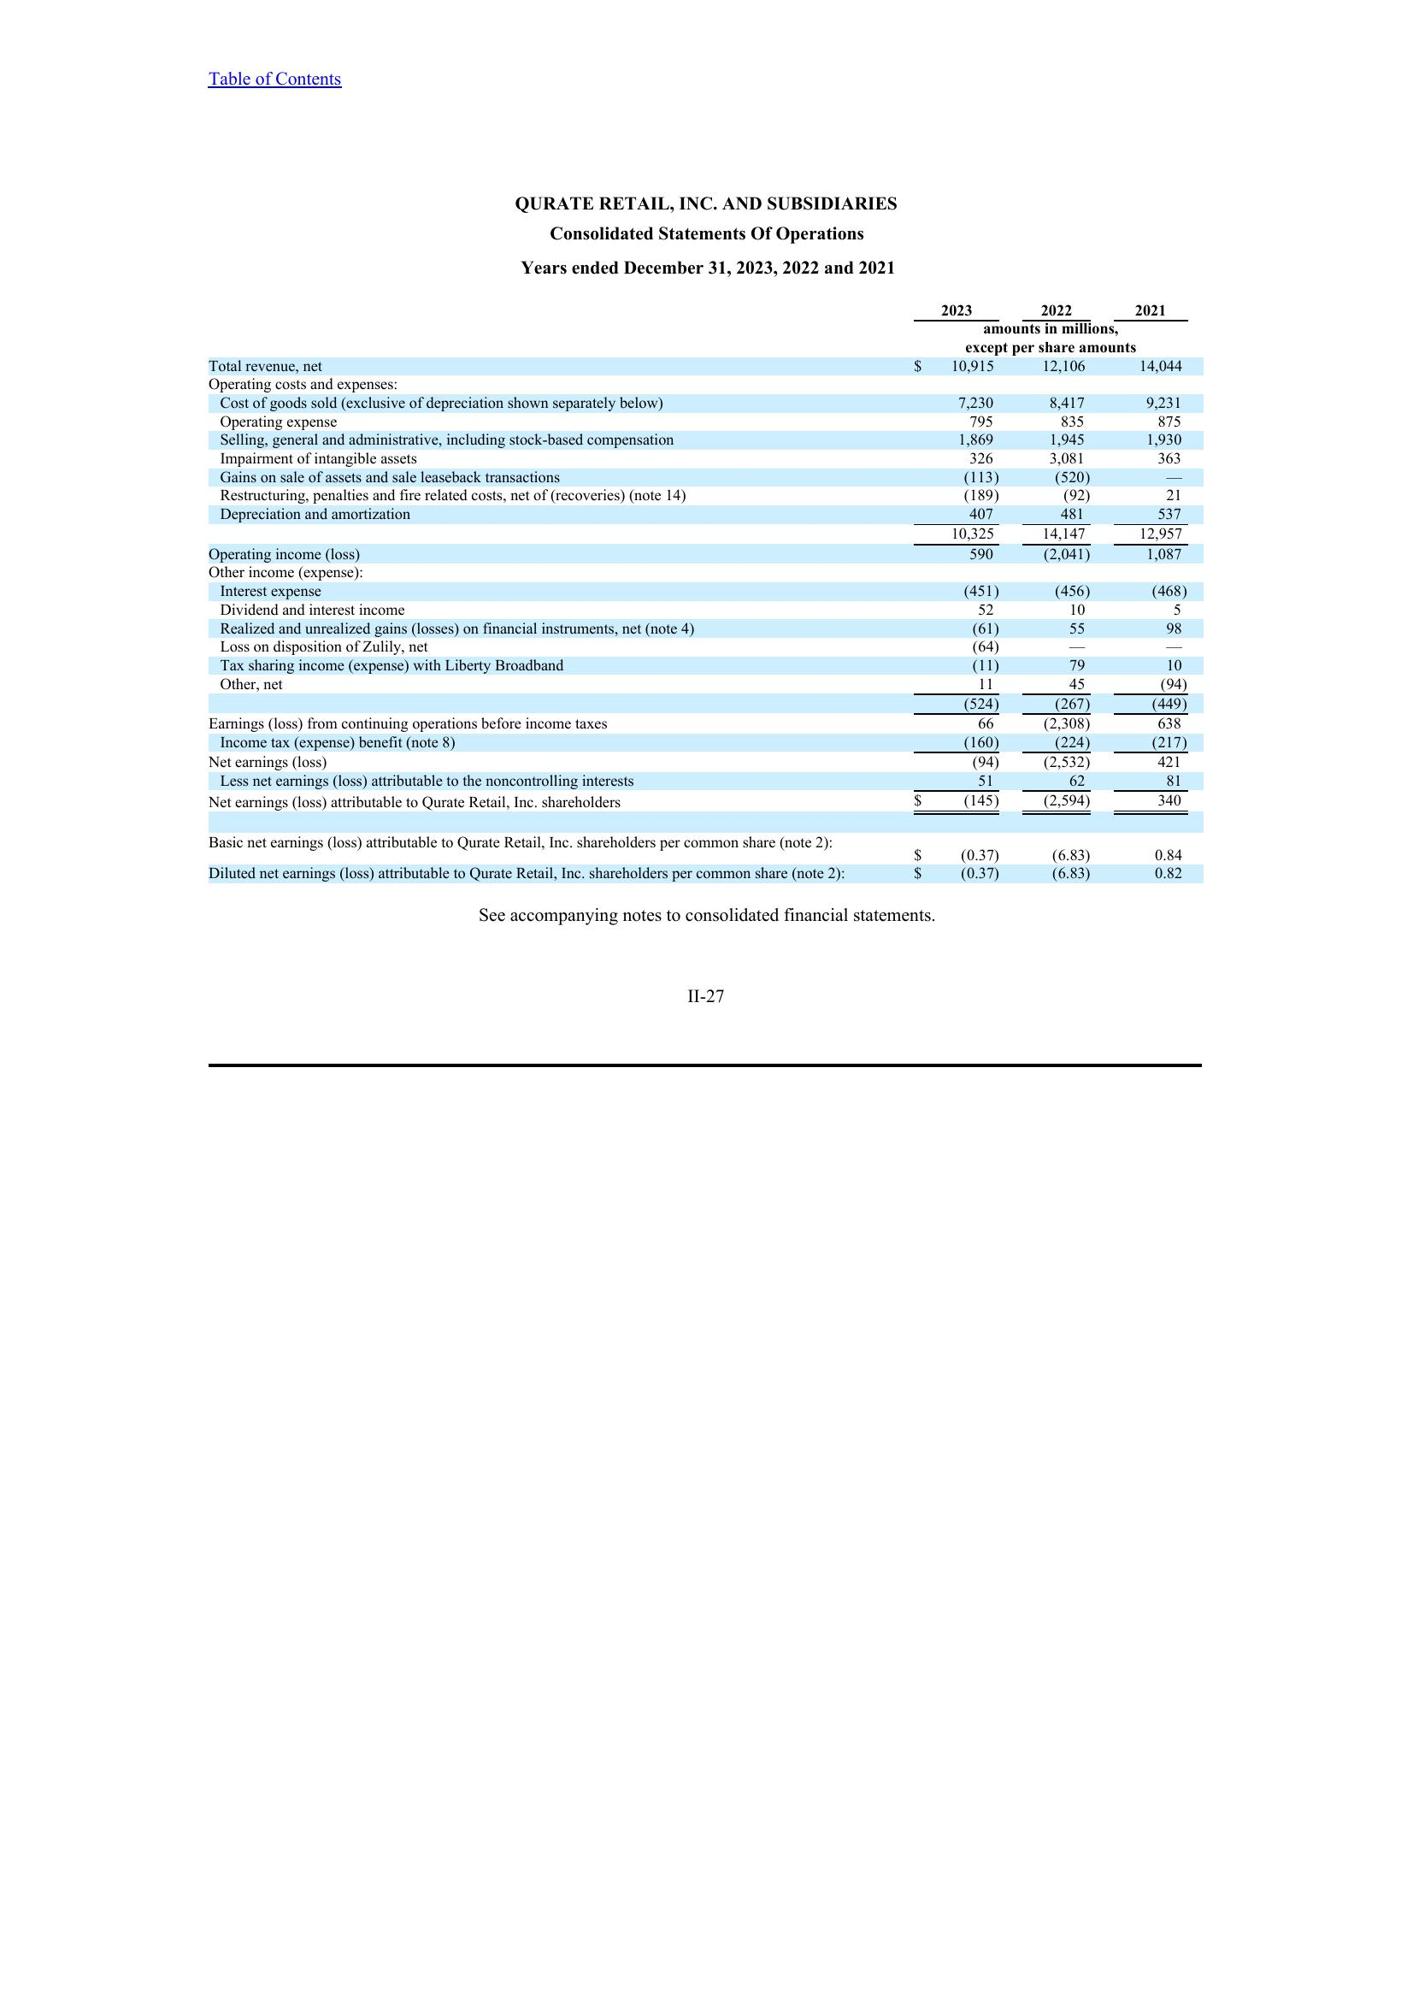 Table of Contents
QURATE RETAIL, INC. AND SUBSIDIARIES
Consolidated Statements Of Operations
Years ended December 31, 2023, 2022 and 2021
2023 2022 2021
amounts in millions,
except per share amounts
Total revenue, net $ 10,915 12,106 14,044
Operating costs and expenses:
Cost of goods sold (exclusive of depreciation shown separately below) 7,230 8,417 9,231
Operating expense 795 835 875
Selling, general and administrative, including stock-based compensation 1,869 1,945 1,930
Impairment of intangible assets 326 3,081 363
Gains on sale of assets and sale leaseback transactions (113) (520) —
Restructuring, penalties and fire related costs, net of (recoveries) (note 14) (189) (92) 21
Depreciation and amortization 407 481 537
10,325 14,147 12,957
Operating income (loss) 590 (2,041) 1,087
Other income (expense):
Interest expense (451) (456) (468)
Dividend and interest income 52 10 5
Realized and unrealized gains (losses) on financial instruments, net (note 4) (61) 55 98
Loss on disposition of Zulily, net (64) — —
Tax sharing income (expense) with Liberty Broadband (11) 79 10
Other, net 11 45 (94)
(524) (267) (449)
Earnings (loss) from continuing operations before income taxes 66 (2,308) 638
Income tax (expense) benefit (note 8) (160) (224) (217)
Net earnings (loss) (94) (2,532) 421
Less net earnings (loss) attributable to the noncontrolling interests 51 62 81
Net earnings (loss) attributable to Qurate Retail, Inc. shareholders $ (145) (2,594) 340
Basic net earnings (loss) attributable to Qurate Retail, Inc. shareholders per common share (note 2):
$ (0.37) (6.83) 0.84
Diluted net earnings (loss) attributable to Qurate Retail, Inc. shareholders per common share (note 2): $ (0.37) (6.83) 0.82
See accompanying notes to consolidated financial statements.
II-27